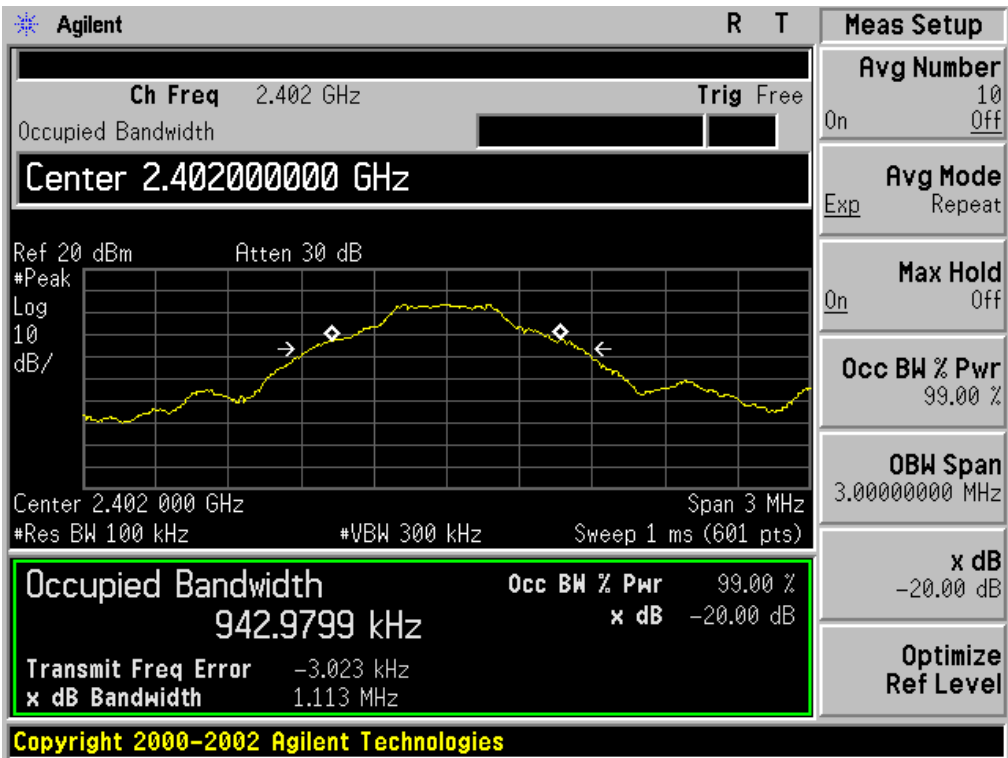 Agilent R T
Ch Freq 2.402 GHz Trig Free
Occupied Bandwidth
Center 2.402000000 GHz
Ref 20 dBm Atten 30 dB
#Peak
Log
10
dB/
Center 2.402 000 GHz Span 3 MHz
#Res BW 100 kHz #VBW 300 kHz Sweep 1 ms (601 pts)
Occupied Bandwidth
942.9799 kHz
Occ BW % Pwr 99.00 %
x dB -20.00 dB
Transmit Freq Error -3.023 kHz
x dB Bandwidth 1.113 MHz
Copyright 2000-2002 Agilent Technologies
Meas Setup
Avg Number
10
On Off
Avg Mode
Exp Repeat
Max Hold
On Off
Occ BW % Pwr
99.00 %
OBW Span
3.00000000 MHz
x dB
-20.00 dB
Optimize
Ref Level